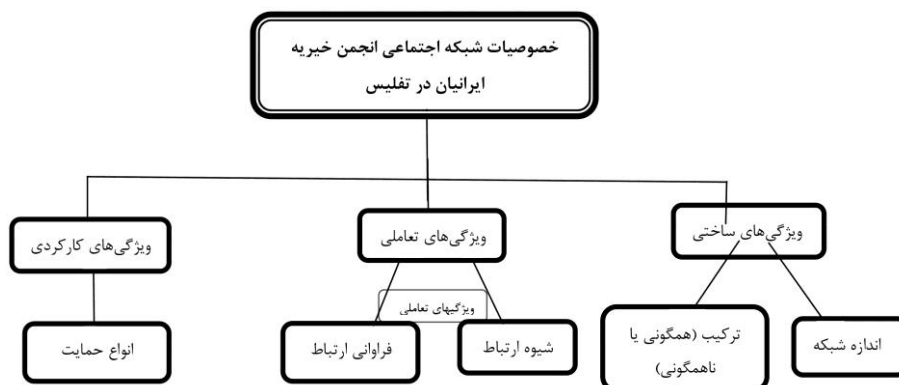 خصوصیات شبکه اجتماعی انجمن خیریه
ایرانیان در تفلیس
ویژگی‌های ساختی
ویژگی‌های تعاملی
ویژگی‌های کارکردی
ویژگیهای تعاملی
اندازه شبکه
ترکیب (همگونی یا
ناهمگونی)
شیوه ارتباط
فراوانی ارتباط
انواع حمایت